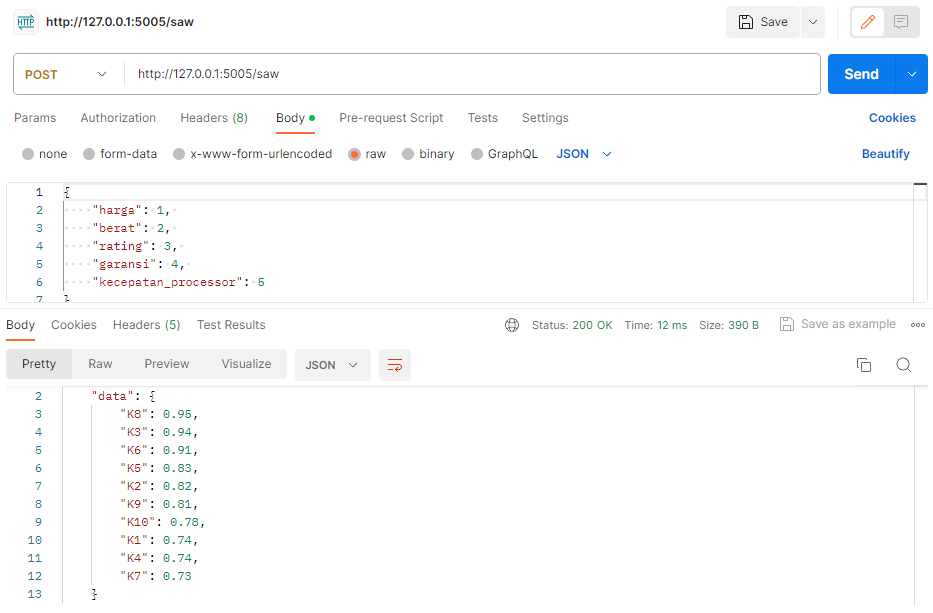 HTTP http://127.0.0.1:5005/saw Save
POST http://127.0.0.1:5005/saw Send
Params Authorization Headers (8) Body Pre-request Script Tests Settings Cookies
none form-data x-www-form-urlencoded raw binary GraphQL JSON Beautify
1 {
2 "harga": 1,
3 "berat": 2,
4 "rating": 3,
5 "garansi": 4,
6 "kecepatan_processor": 5
7 }
Body Cookies Headers (5) Test Results Status: 200 OK Time: 12 ms Size: 390 B Save as example
Pretty Raw Preview Visualize JSON
2 "data": {
3 "K8": 0.95,
4 "K3": 0.94,
5 "K6": 0.91,
6 "K5": 0.83,
7 "K2": 0.82,
8 "K9": 0.81,
9 "K10": 0.78,
10 "K1": 0.74,
11 "K4": 0.74,
12 "K7": 0.73
13 }